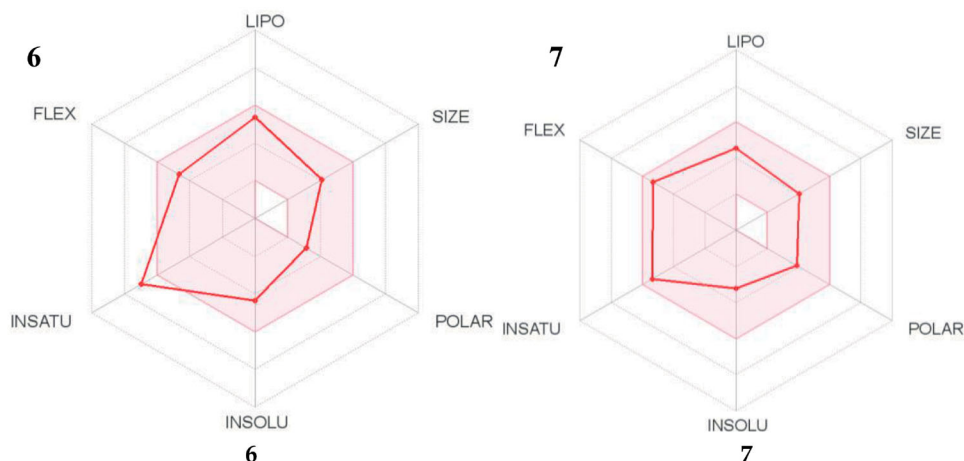 6
LIPO
FLEX
SIZE
INSATU
POLAR
INSOLU
6
7
LIPO
FLEX
SIZE
INSATU
POLAR
INSOLU
7